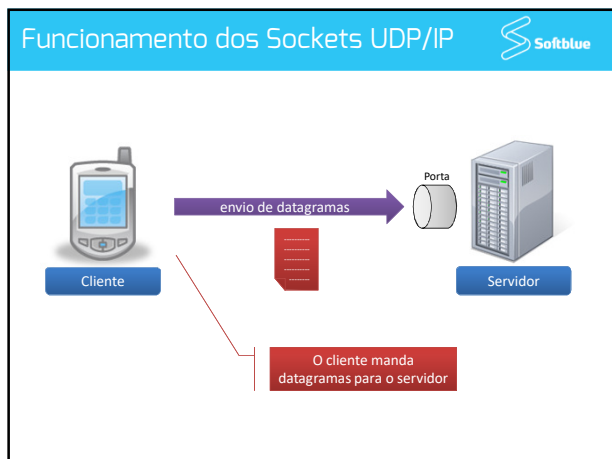 Funcionamento dos Sockets UDP/IP
Softblue
Porta
envio de datagramas
Cliente
Servidor
O cliente manda
datagramas para o servidor